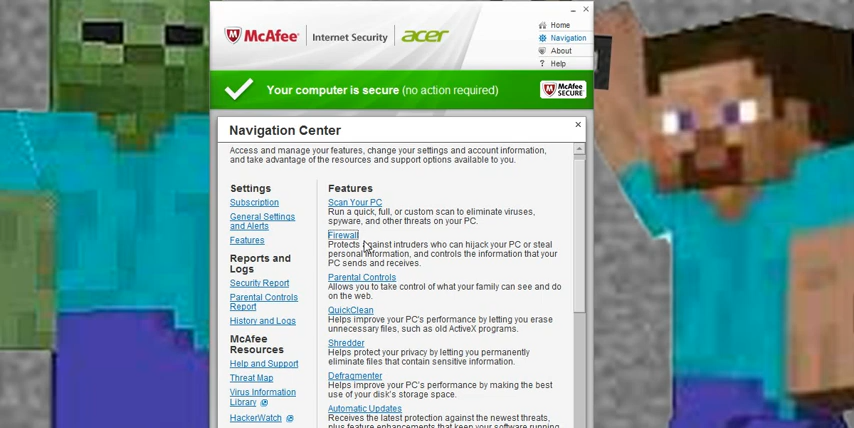 McAfee Internet Security acer
Home
Navigation
About
Help
Your computer is secure (no action required)
McAfee
SECURE
Navigation Center
Access and manage your features, change your settings and account information,
and take advantage of the resources and support options available to you.
Settings
Subscription
General Settings
and Alerts
Features
Reports and
Logs
Security Report
Parental Controls
Report
History and Logs
McAfee
Resources
Help and Support
Threat Map
Virus Information
Library
HackerWatch
Features
Scan Your PC
Run a quick, full, or custom scan to eliminate viruses,
spyware, and other threats on your PC.
Firewall
Protects against intruders who can hijack your PC or steal
personal information, and controls the information that your
PC sends and receives.
Parental Controls
Allows you to take control of what your family can see and do
on the web.
QuickClean
Helps improve your PC's performance by letting you erase
unnecessary files, such as old ActiveX programs.
Shredder
Helps protect your privacy by letting you permanently
eliminate files that contain sensitive information.
Defragmenter
Helps improve your PC's performance by making the best
use of your disk's storage space.
Automatic Updates
Receives the latest protection against the newest threats,
plus feature enhancements that keep your software running